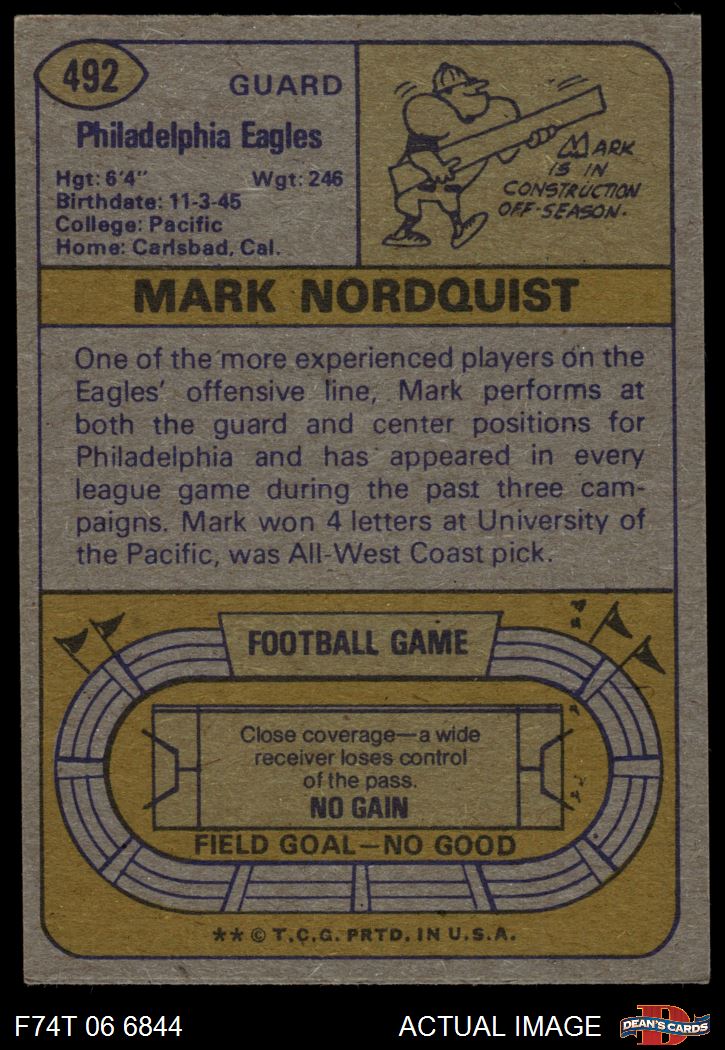 492
GUARD
Philadelphia Eagles
Hgt: 6'4" Wgt: 246
Birthdate: 11-3-45
College: Pacific
Home: Carlsbad, Cal.
MARK
IS IN
CONSTRUCTION
OFF-SEASON.
MARK NORDQUIST
One of the more experienced players on the
Eagles' offensive line, Mark performs at
both the guard and center positions for
Philadelphia and has appeared in every
league game during the past three cam-
paigns. Mark won 4 letters at University of
the Pacific, was All-West Coast pick.
FOOTBALL GAME
Close coverage—a wide
receiver loses control
of the pass.
NO GAIN
FIELD GOAL—NO GOOD
** © T.C.G. PRTD. IN U.S.A.
F74T 06 6844 ACTUAL IMAGE
D
DEAN'S CARDS